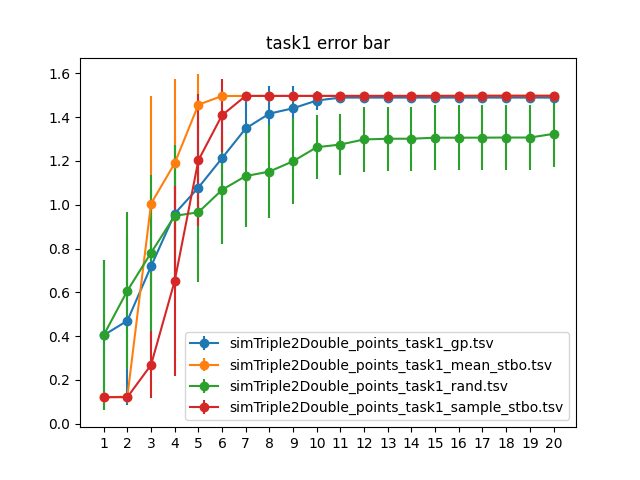 task1 error bar
1.6
1.4
1.2
1.0
0.8
0.6
0.4
0.2
0.0
simTriple2Double_points_task1_gp.tsv
simTriple2Double_points_task1_mean_stbo.tsv
simTriple2Double_points_task1_rand.tsv
simTriple2Double_points_task1_sample_stbo.tsv
1 2 3 4 5 6 7 8 9 10 11 12 13 14 15 16 17 18 19 20